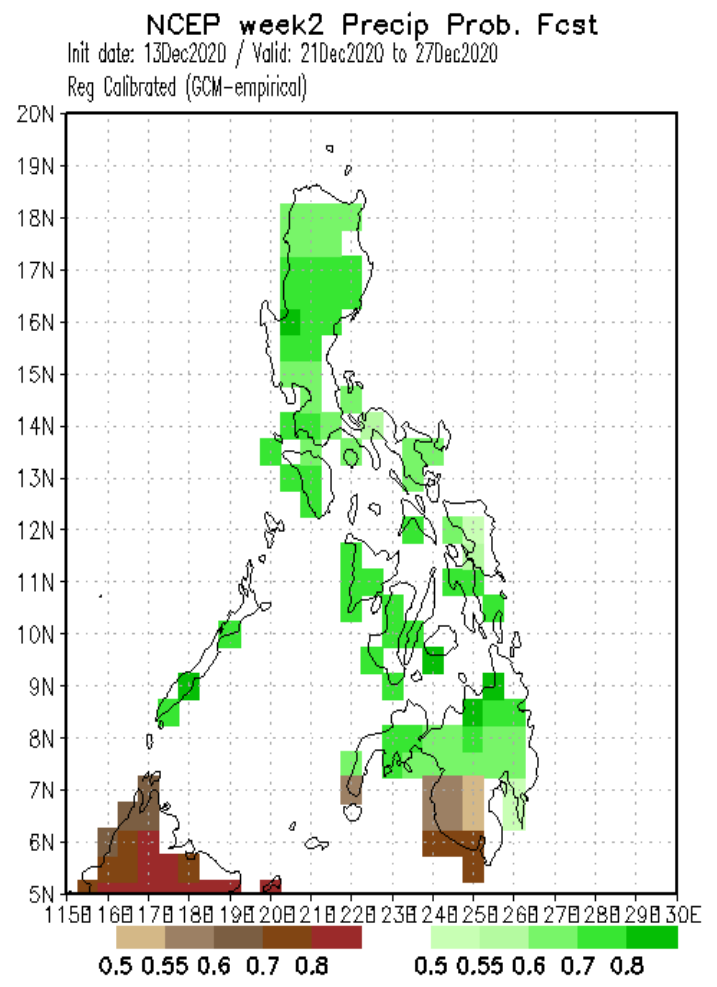 NCEP week2 Precip Prob. Fcst
Init date: 13Dec2020 / Valid: 21Dec2020 to 27Dec2020
Reg Calibrated (GCM-empirical)
20N
19N
18N
17N
16N
15N
14N
13N
12N
11N
10N
9N
8N
7N
6N
5N
115E 116E 117E 118E 119E 120E 121E 122E 123E 124E 125E 126E 127E 128E 129E 130E
0.5 0.55 0.6 0.7 0.8 0.5 0.55 0.6 0.7 0.8